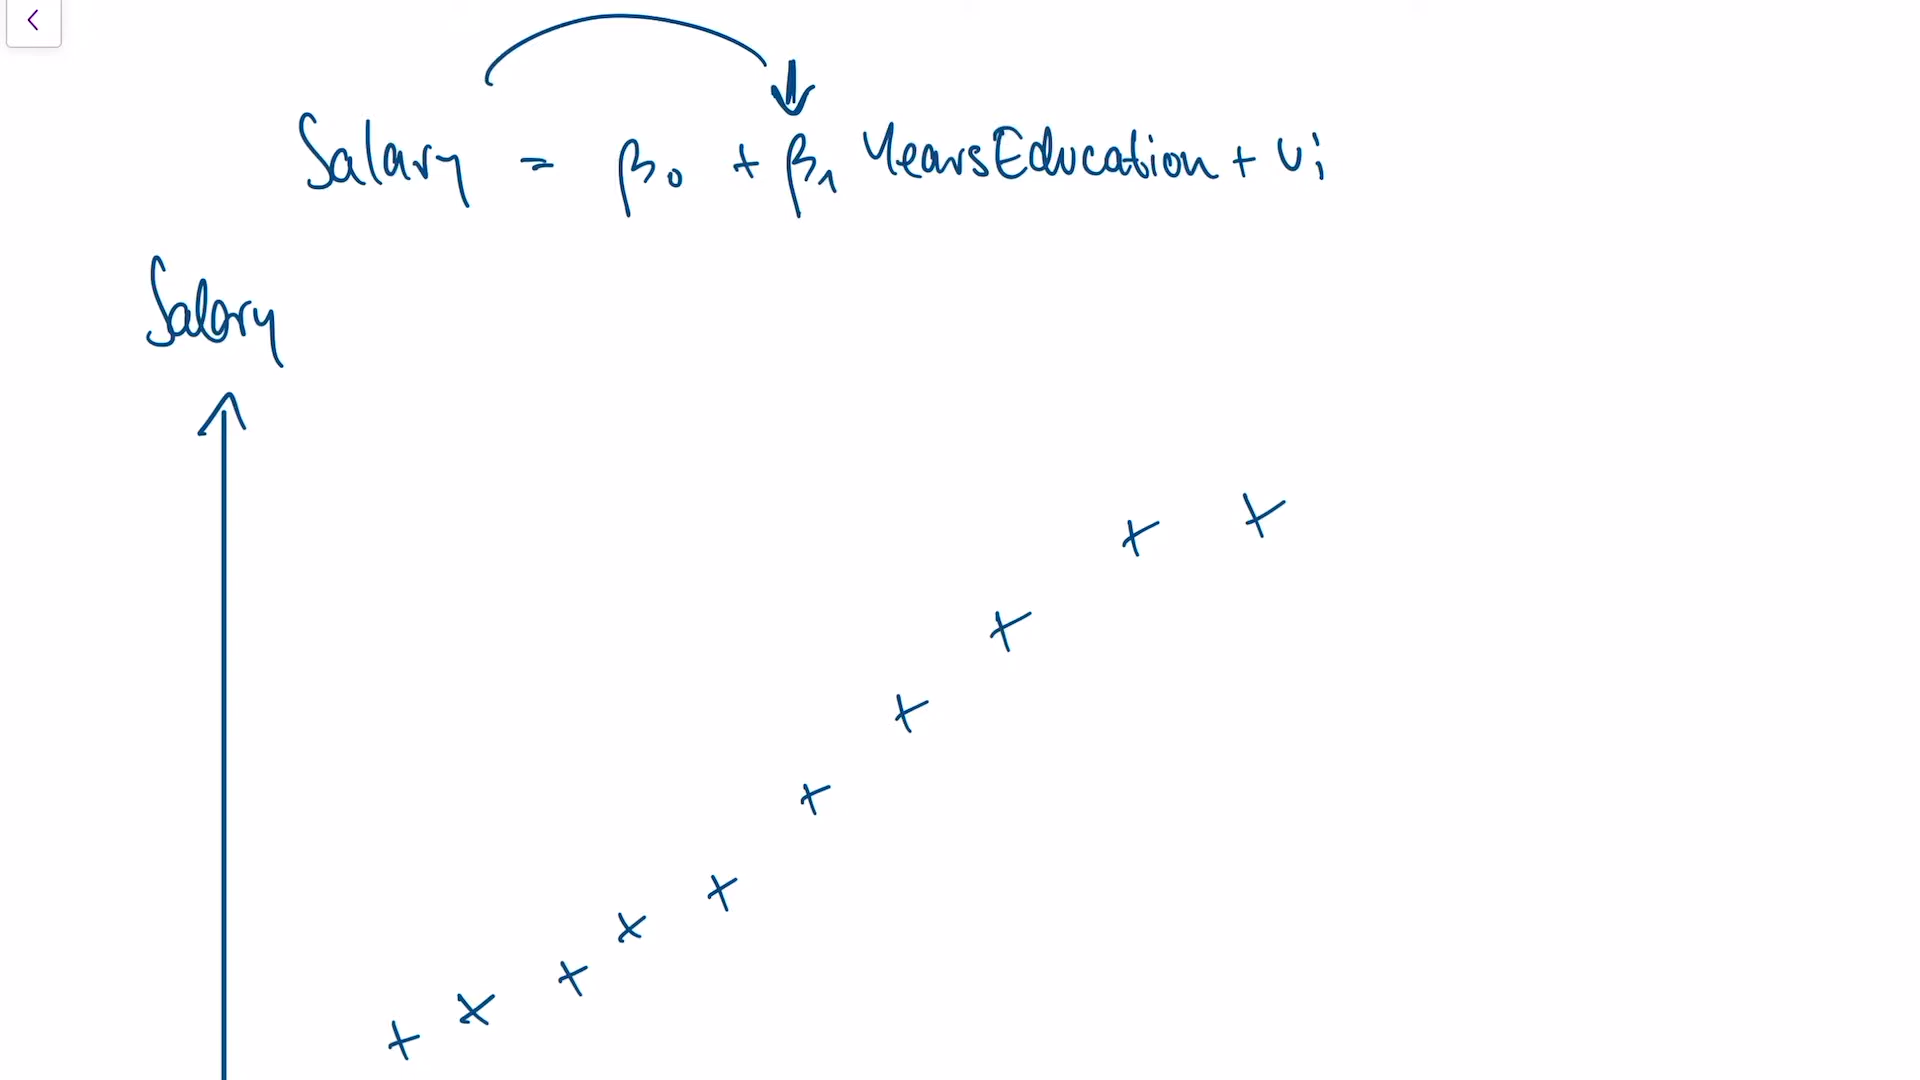 Salary = β₀ + β₁ YearsEducation + uᵢ
Salary